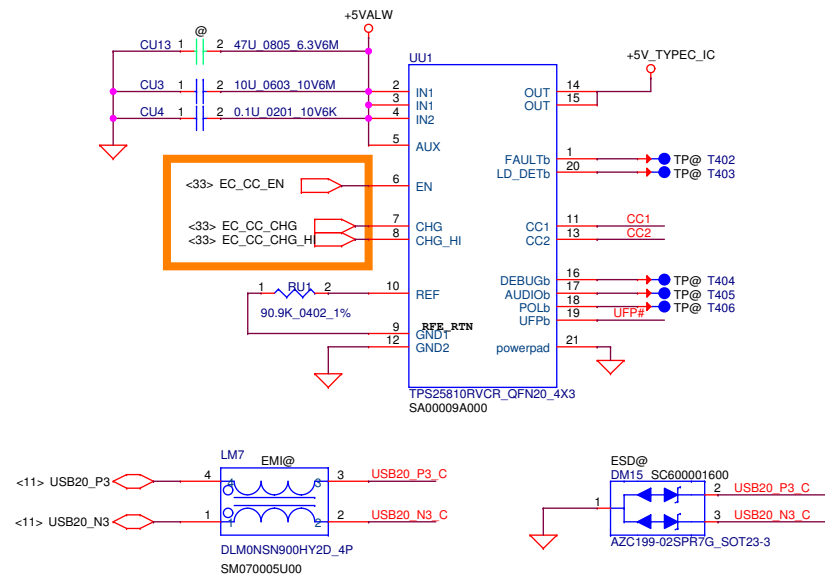 +5VALW
@
CU13 1 2 47U_0805_6.3V6M
UU1
+5V_TYPEC_IC
CU3 1 2 10U_0603_10V6M
2 IN1 OUT 14
3 IN1 OUT 15
CU4 1 2 0.1U_0201_10V6K
4 IN2
5 AUX
FAULTb 1 TP@ T402
LD_DETb 20 TP@ T403
<33> EC_CC_EN 6 EN
<33> EC_CC_CHG 7 CHG CC1 11 CC1
<33> EC_CC_CHG_HI 8 CHG_HI CC2 13 CC2
DEBUGb 16 TP@ T404
1 RU1 2 10 REF AUDIOb 17 TP@ T405
POLb 18 TP@ T406
90.9K_0402_1% UFPb 19 UFP#
RFE_RTN
9 GND1
12 GND2 powerpad 21
TPS25810RVCR_QFN20_4X3
SA00009A000
LM7 EMI@
<11> USB20_P3 4 4 3 3 USB20_P3_C
<11> USB20_N3 1 1 2 2 USB20_N3_C
DLM0NSN900HY2D_4P
SM070005U00
ESD@
DM15 SC600001600
1 2 USB20_P3_C
3 USB20_N3_C
AZC199-02SPR7G_SOT23-3